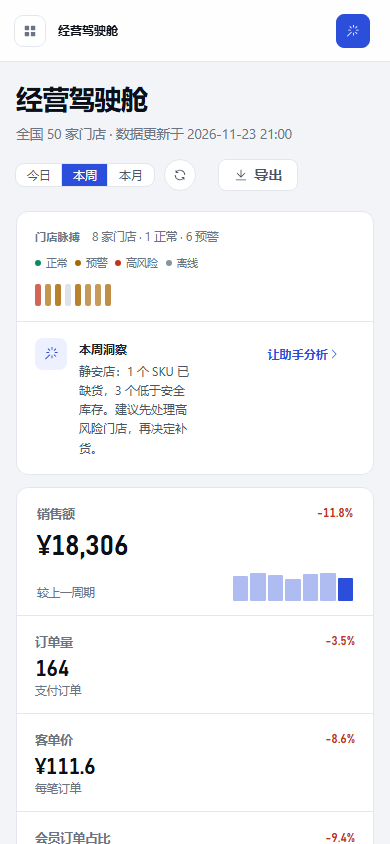 经营驾驶舱
经营驾驶舱
全国 50 家门店 · 数据更新于 2026-11-23 21:00
今日 本周 本月 导出
门店脉搏 8 家门店 · 1 正常 · 6 预警
正常 预警 高风险 离线
本周洞察 让助手分析
静安店：1 个 SKU 已
缺货，3 个低于安全
库存。建议先处理高
风险门店，再决定补
货。
销售额 -11.8%
¥18,306
较上一周期
订单量 -3.5%
164
支付订单
客单价 -8.6%
¥111.6
每笔订单
会员订单占比 -9.4%